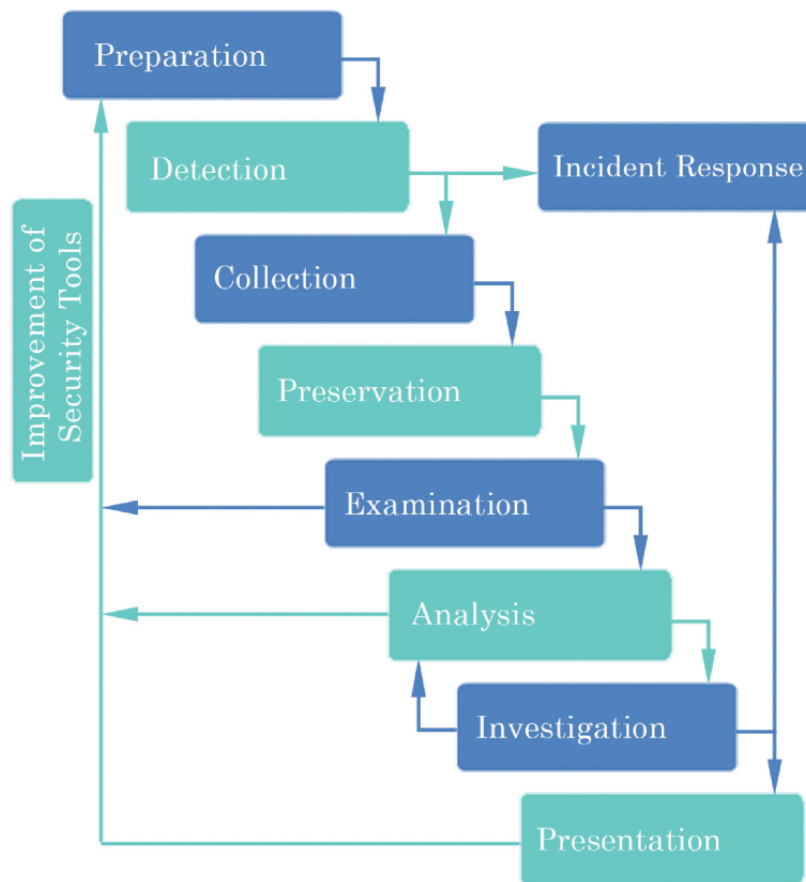 Preparation
Detection
Incident Response
Collection
Improvement of
Security Tools
Preservation
Examination
Analysis
Investigation
Presentation